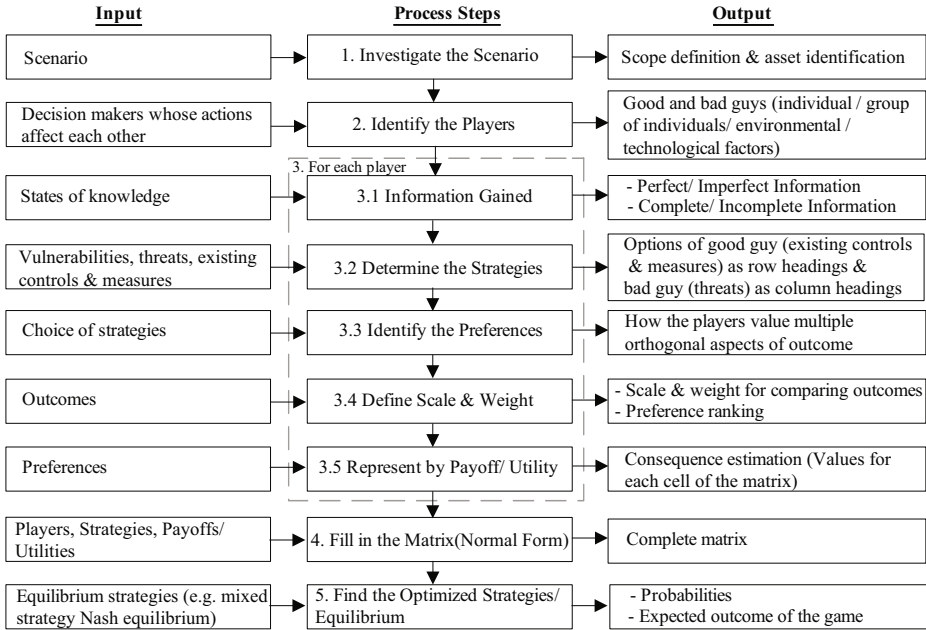 Input
Process Steps
Output
Scenario
1. Investigate the Scenario
Scope definition & asset identification
Decision makers whose actions
affect each other
2. Identify the Players
Good and bad guys (individual / group
of individuals/ environmental /
technological factors)
3. For each player
States of knowledge
3.1 Information Gained
- Perfect/ Imperfect Information
- Complete/ Incomplete Information
Vulnerabilities, threats, existing
controls & measures
3.2 Determine the Strategies
Options of good guy (existing controls
& measures) as row headings &
bad guy (threats) as column headings
Choice of strategies
3.3 Identify the Preferences
How the players value multiple
orthogonal aspects of outcome
Outcomes
3.4 Define Scale & Weight
- Scale & weight for comparing outcomes
- Preference ranking
Preferences
3.5 Represent by Payoff/ Utility
Consequence estimation (Values for
each cell of the matrix)
Players, Strategies, Payoffs/
Utilities
4. Fill in the Matrix(Normal Form)
Complete matrix
Equilibrium strategies (e.g. mixed
strategy Nash equilibrium)
5. Find the Optimized Strategies/
Equilibrium
- Probabilities
- Expected outcome of the game